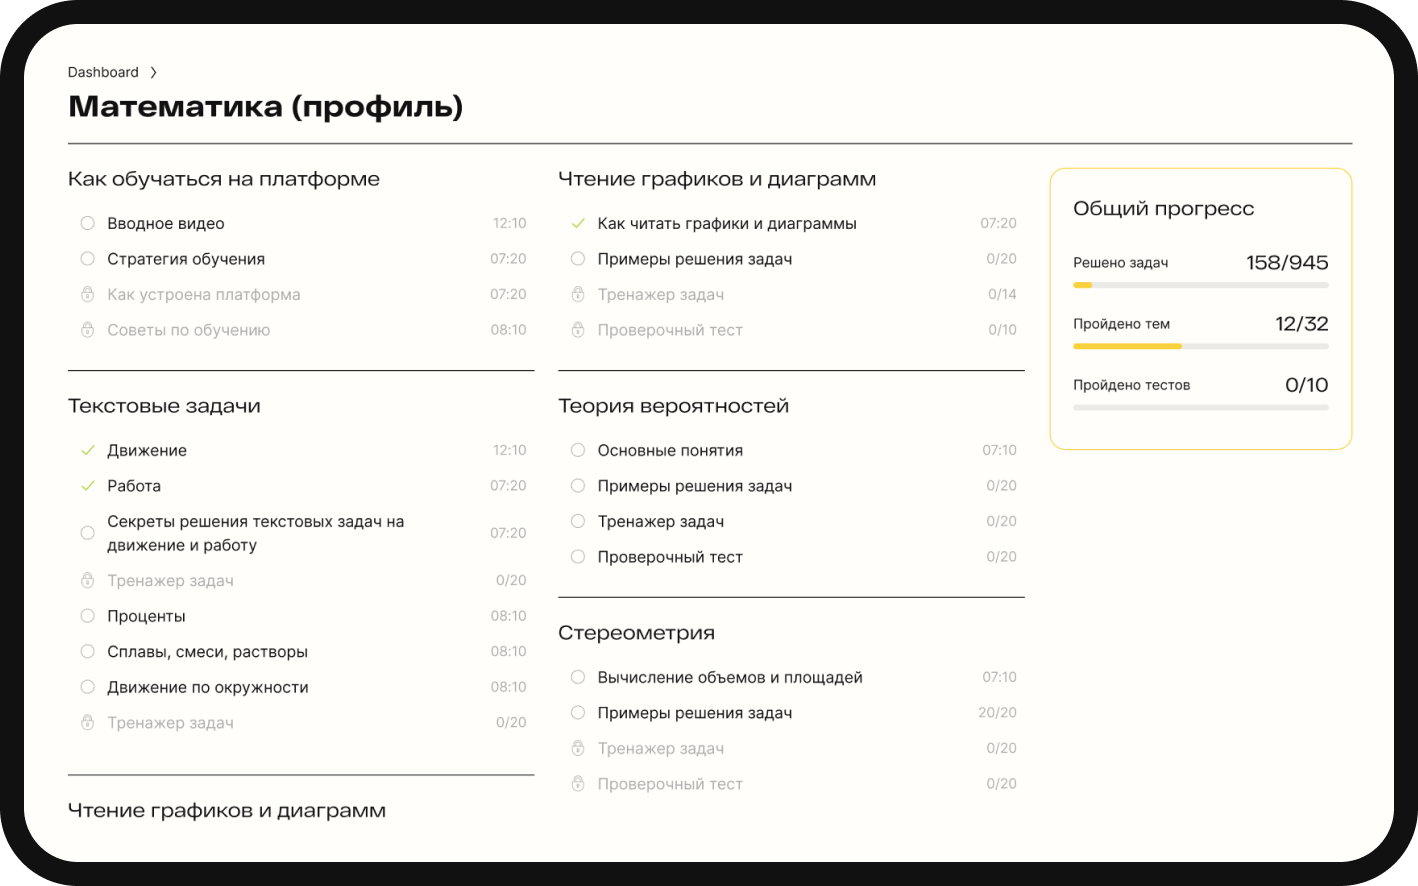 Dashboard
Математика (профиль)
Как обучаться на платформе
Вводное видео 12:10
Стратегия обучения 07:20
Как устроена платформа 07:20
Советы по обучению 08:10
Текстовые задачи
Движение 12:10
Работа 07:20
Секреты решения текстовых задач на
движение и работу 07:20
Тренажер задач 0/20
Проценты 08:10
Сплавы, смеси, растворы 08:10
Движение по окружности 08:10
Тренажер задач 0/20
Чтение графиков и диаграмм
Чтение графиков и диаграмм
Как читать графики и диаграммы 07:20
Примеры решения задач 0/20
Тренажер задач 0/14
Проверочный тест 0/10
Теория вероятностей
Основные понятия 07:10
Примеры решения задач 0/20
Тренажер задач 0/20
Проверочный тест 0/20
Стереометрия
Вычисление объемов и площадей 07:10
Примеры решения задач 20/20
Тренажер задач 0/20
Проверочный тест 0/20
Общий прогресс
Решено задач 158/945
Пройдено тем 12/32
Пройдено тестов 0/10